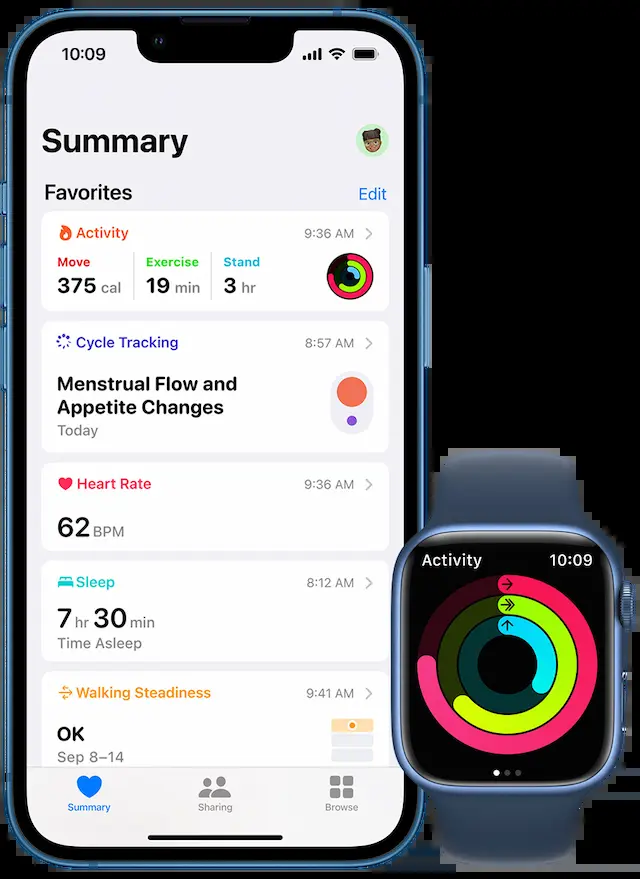 10:09
Summary
Favorites
Edit
Activity
9:36 AM
Move
Exercise
Stand
375 cal
19 min
3 hr
Cycle Tracking
8:57 AM
Menstrual Flow and
Appetite Changes
Today
Heart Rate
9:36 AM
62 BPM
Sleep
8:12 AM
7 hr 30 min
Time Asleep
Walking Steadiness
9:41 AM
OK
Sep 8–14
Summary
Sharing
Browse
Activity
10:09